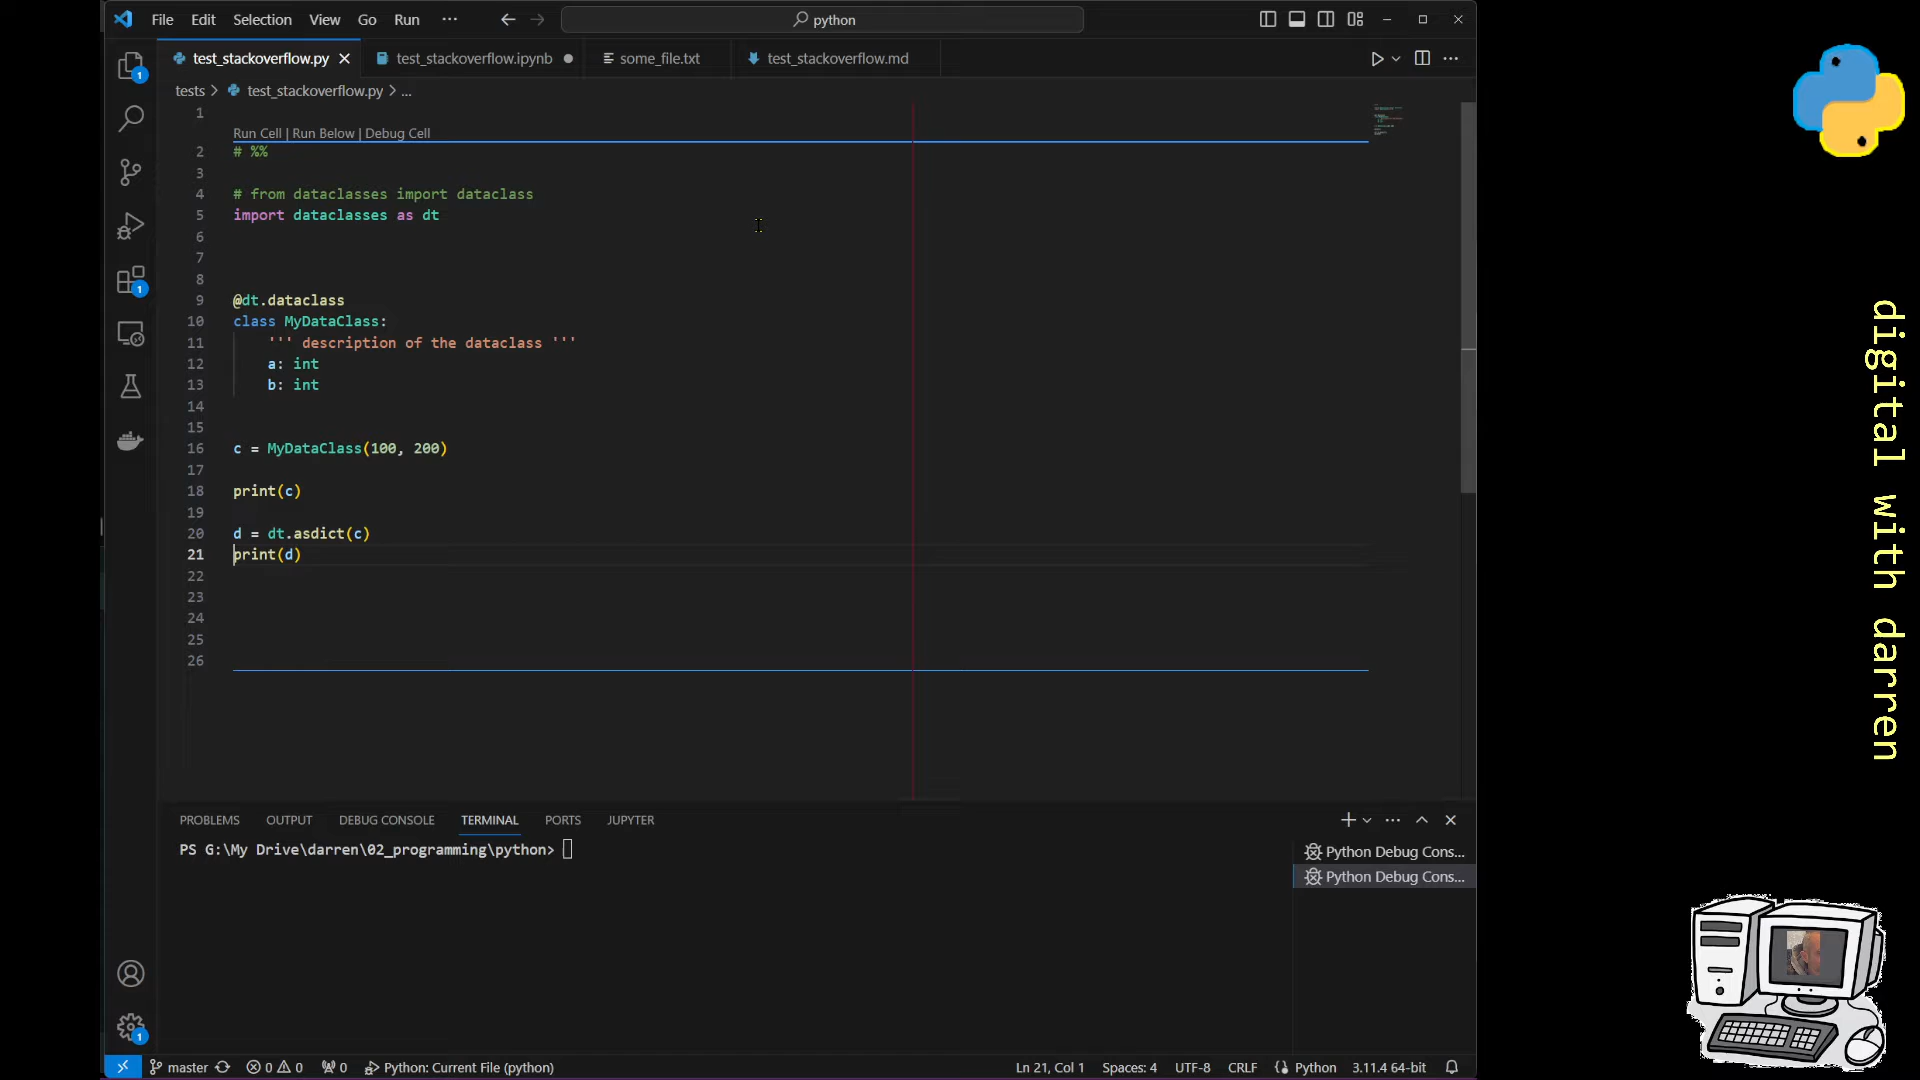 File Edit Selection View Go Run ··· python
test_stackoverflow.py test_stackoverflow.ipynb some_file.txt test_stackoverflow.md
tests > test_stackoverflow.py > ...
1
Run Cell | Run Below | Debug Cell
2 # %%
3
4 # from dataclasses import dataclass
5 import dataclasses as dt
6
7
8
9 @dt.dataclass
10 class MyDataClass:
11 ''' description of the dataclass '''
12 a: int
13 b: int
14
15
16 c = MyDataClass(100, 200)
17
18 print(c)
19
20 d = dt.asdict(c)
21 print(d)
22
23
24
25
26
PROBLEMS OUTPUT DEBUG CONSOLE TERMINAL PORTS JUPYTER
PS G:\My Drive\darren\02_programming\python>
Python Debug Cons...
Python Debug Cons...
1
1
1
master 0 0 0 Python: Current File (python) Ln 21, Col 1 Spaces: 4 UTF-8 CRLF Python 3.11.4 64-bit
digital with darren